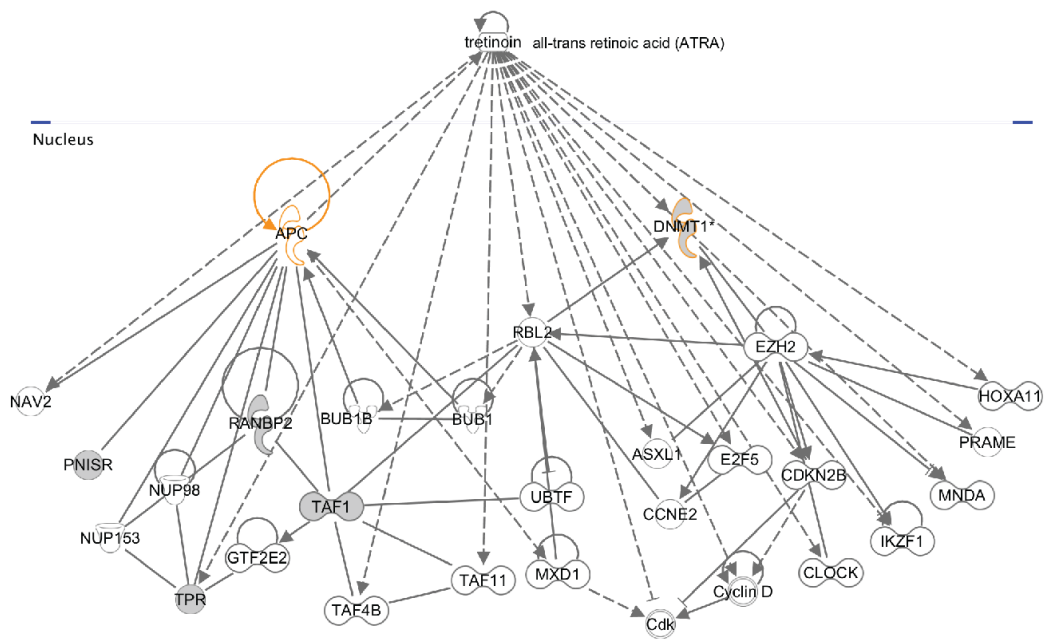 tretinoin all-trans retinoic acid (ATRA)
Nucleus
APC
DNMT1*
RBL2
EZH2
NAV2
RANBP2
BUB1B
BUB1
HOXA11
PNISR
ASXL1
E2F5
PRAME
NUP98
CDKN2B
MNDA
TAF1
UBTF
CCNE2
NUP153
GTF2E2
IKZF1
TAF11
MXD1
CLOCK
TPR
TAF4B
Cyclin D
Cdk